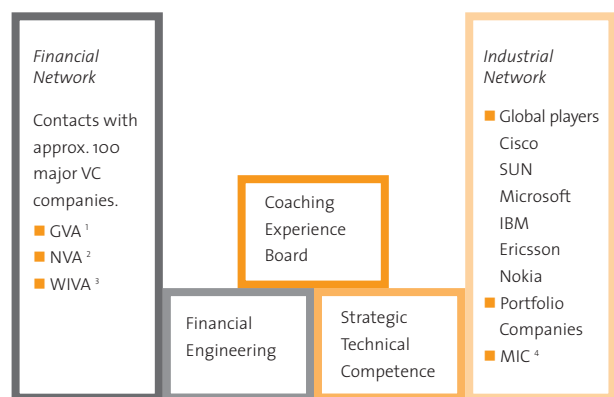 Financial
Network
Contacts with
approx. 100
major VC
companies.
GVA 1
NVA 2
WIVA 3
Coaching
Experience
Board
Financial
Engineering
Strategic
Technical
Competence
Industrial
Network
Global players
Cisco
SUN
Microsoft
IBM
Ericsson
Nokia
Portfolio
Companies
MIC 4